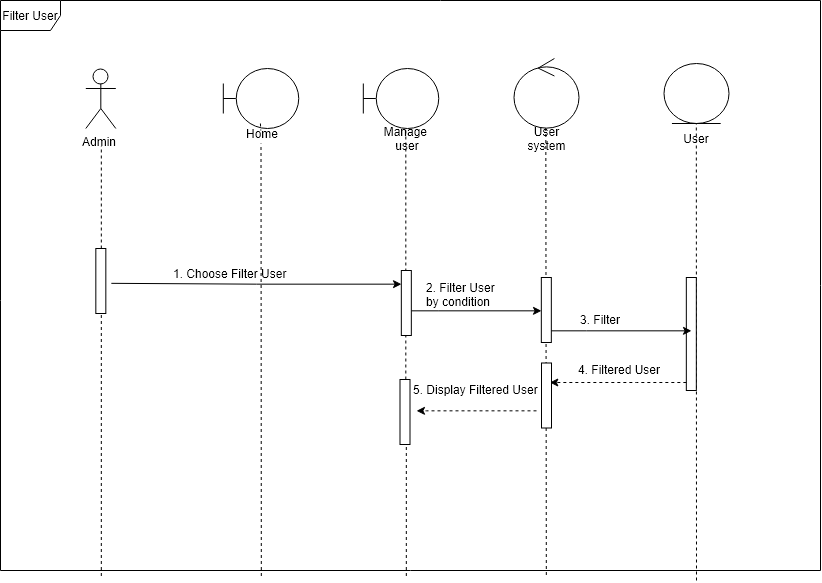 Filter User
Admin
Home
Manage
user
User
system
User
1. Choose Filter User
2. Filter User
by condition
3. Filter
4. Filtered User
5. Display Filtered User